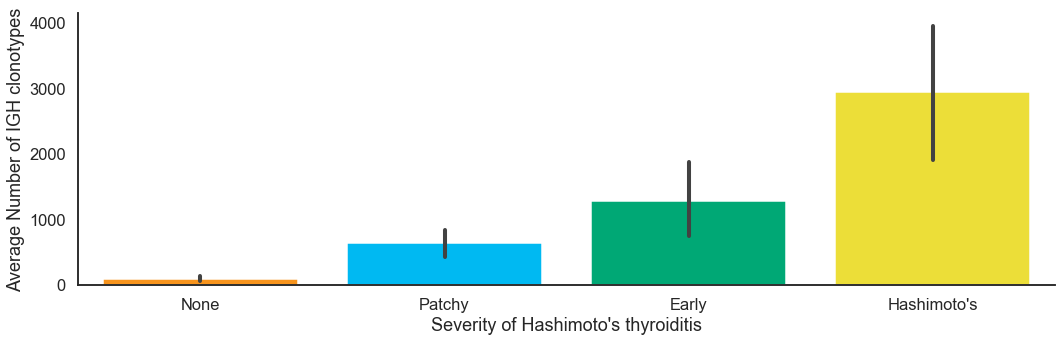 Average Number of IGH clonotypes
4000
3000
2000
1000
0
None Patchy Early Hashimoto's
Severity of Hashimoto's thyroiditis